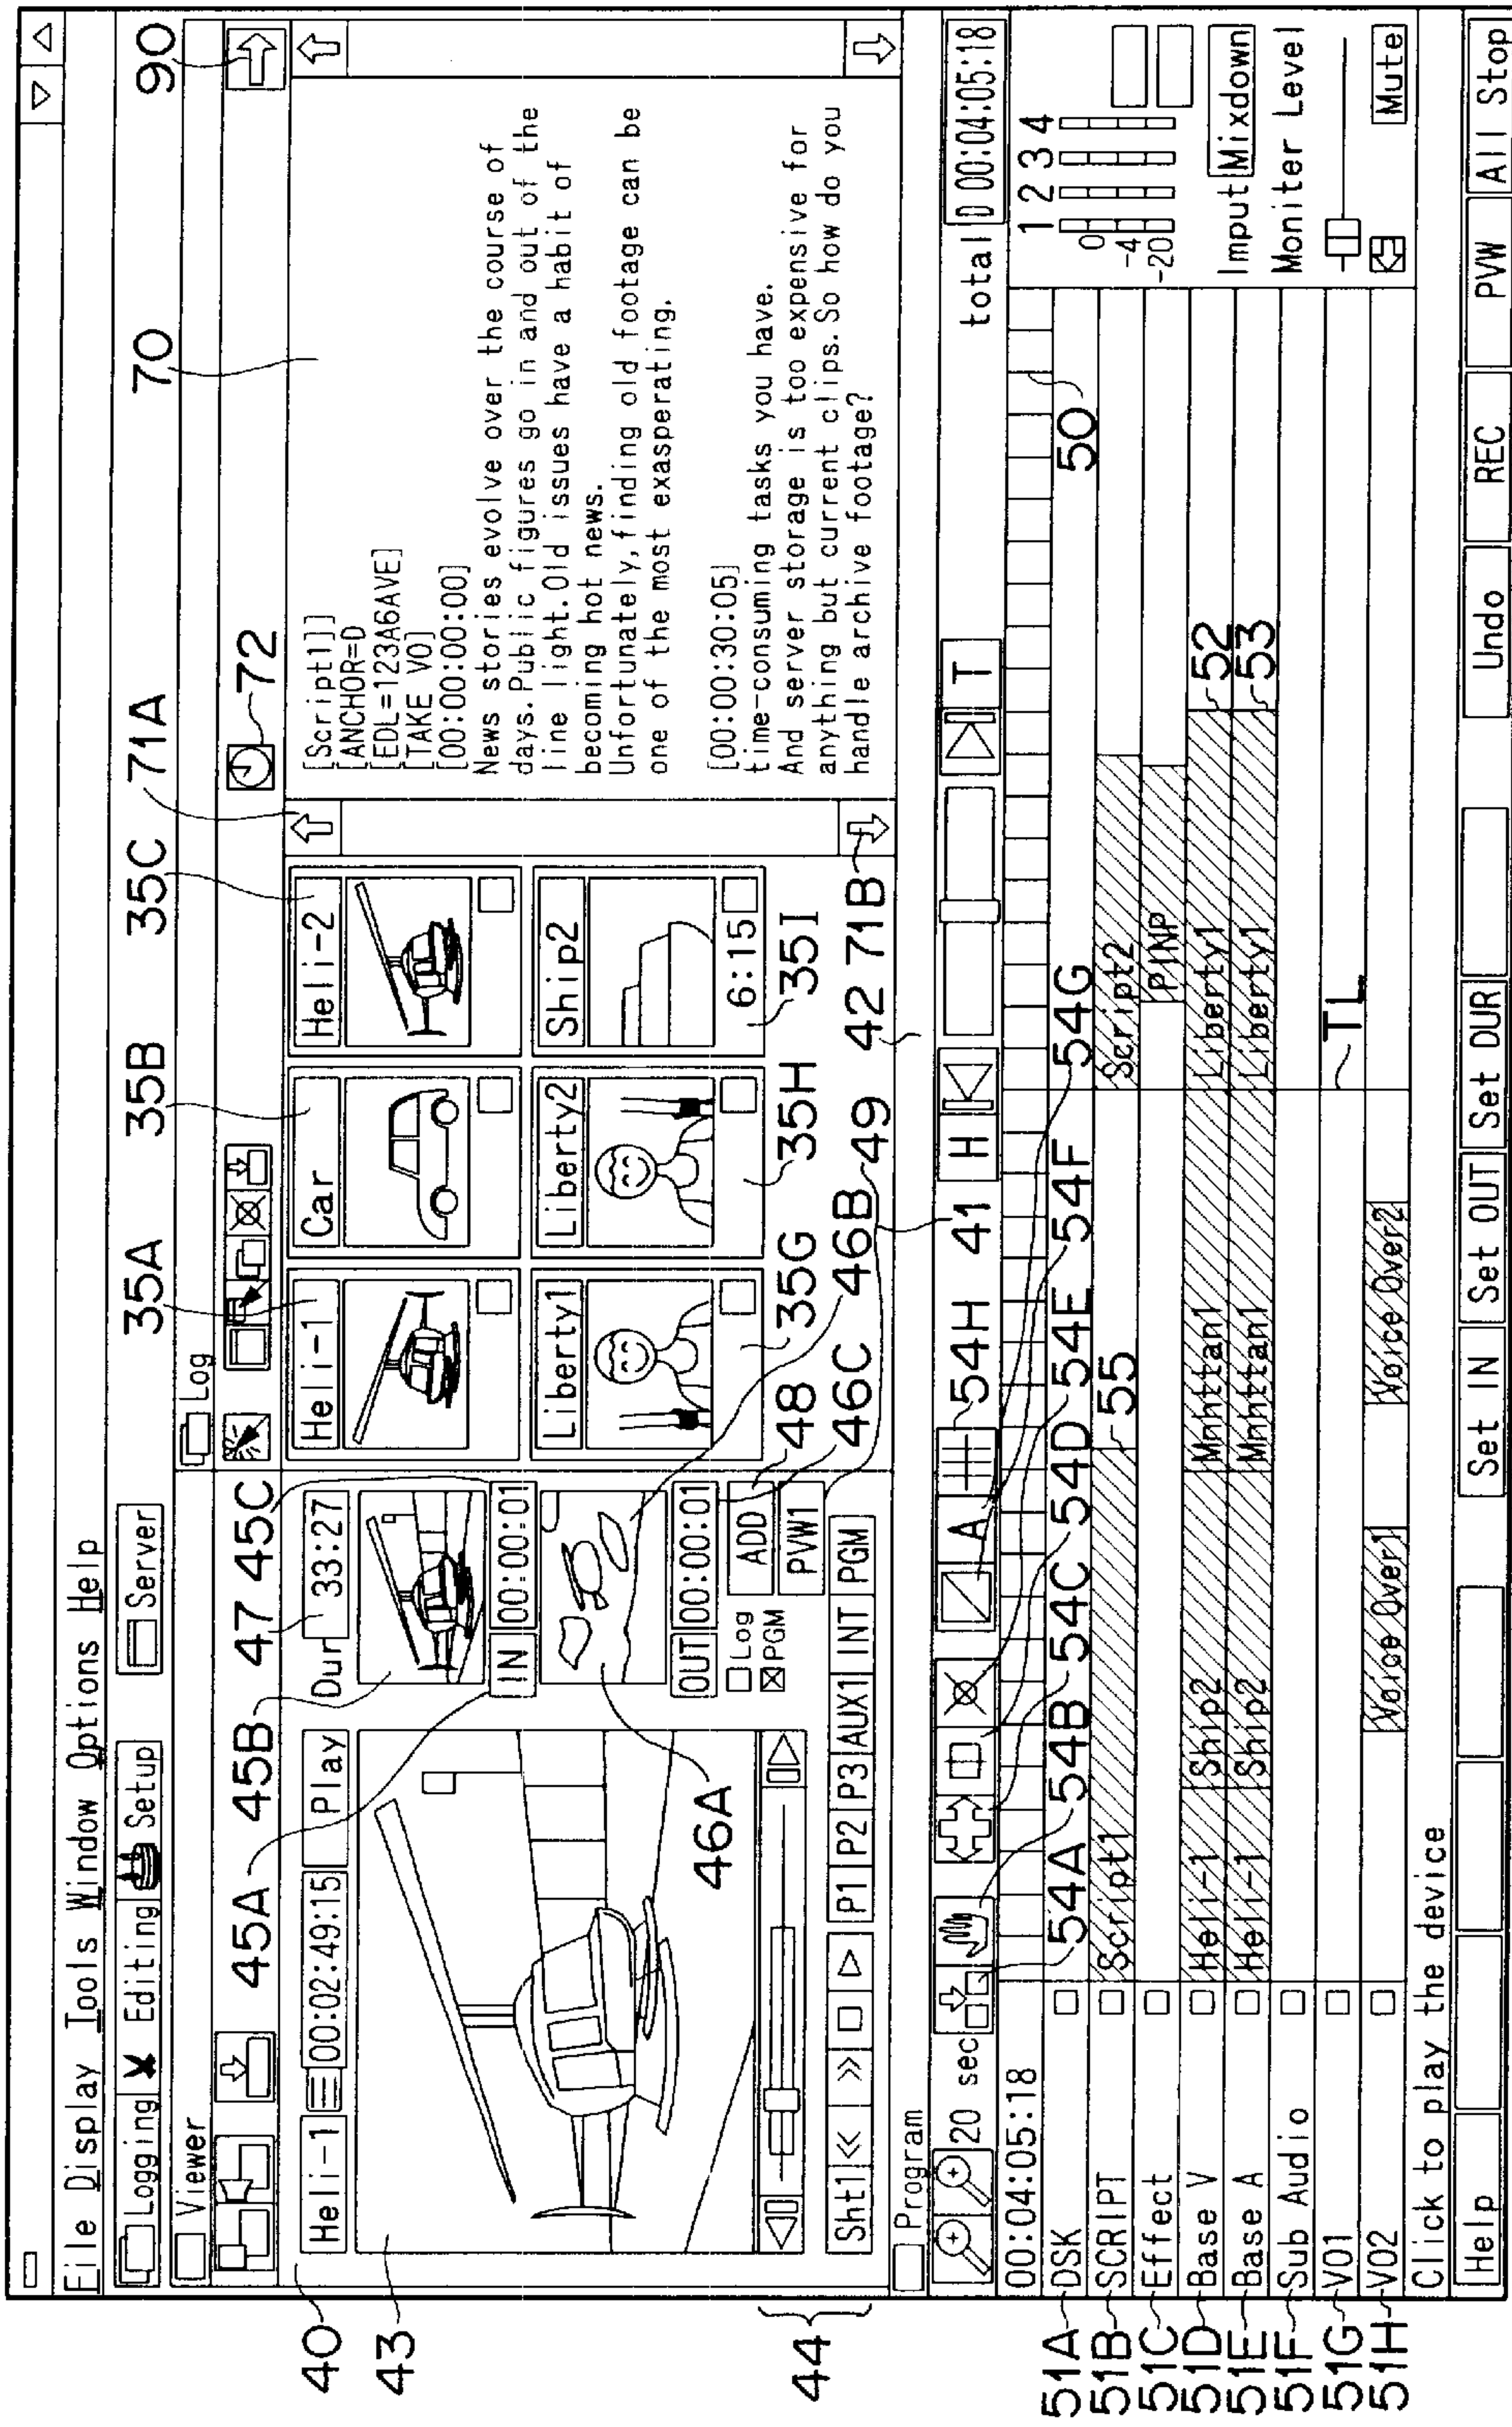 File Display Tools Window Options Help
Logging Editing Setup Server
35A 35B 35C 71A 70 90
Viewer
Log
45A 45B 47 45C
72
40
Heli-1 00:02:49:15 Play
Dur 33:27
43
IN 00:00:01
46A
OUT 00:00:01
Log
PGM
ADD
PVW1
44
Sht1 << >> P1 P2 P3 AUX1 INT PGM
Heli-1
Car
Heli-2
Liberty1
Liberty2
Ship2
6:15
48 35G 35H 35I
46C 46B
49
42 71B
[Script1]]
[ANCHOR=D
[EDL=123A6AVE]
[TAKE VO]
[00:00:00:00]
News stories evolve over the course of
days. Public figures go in and out of the
line light. Old issues have a habit of
becoming hot news.
Unfortunately, finding old footage can be
one of the most exasperating.
[00:00:30:05]
time-consuming tasks you have.
And server storage is too expensive for
anything but current clips. So how do you
handle archive footage?
Program
20 sec
A
54H 41
H
T
total D 00:04:05:18
00:04:05:18
54A 54B 54C 54D 54E 54F 54G
50
51A DSK
51B SCRIPT
Script1
55
Script2
51C Effect
PINP
51D Base V
Heli-1 Ship2 Mnhttan1 Liberty1
52
51E Base A
Heli-1 Ship2 Mnhttan1 Liberty1
53
51F Sub Audio
51G VO1
TL
51H VO2
Voice Over1 Voice Over2
1 2 3 4
0
-4
-20
Imput Mixdown
Moniter Level
Mute
Click to play the device
Help Set IN Set OUT Set DUR Undo REC PVW All Stop